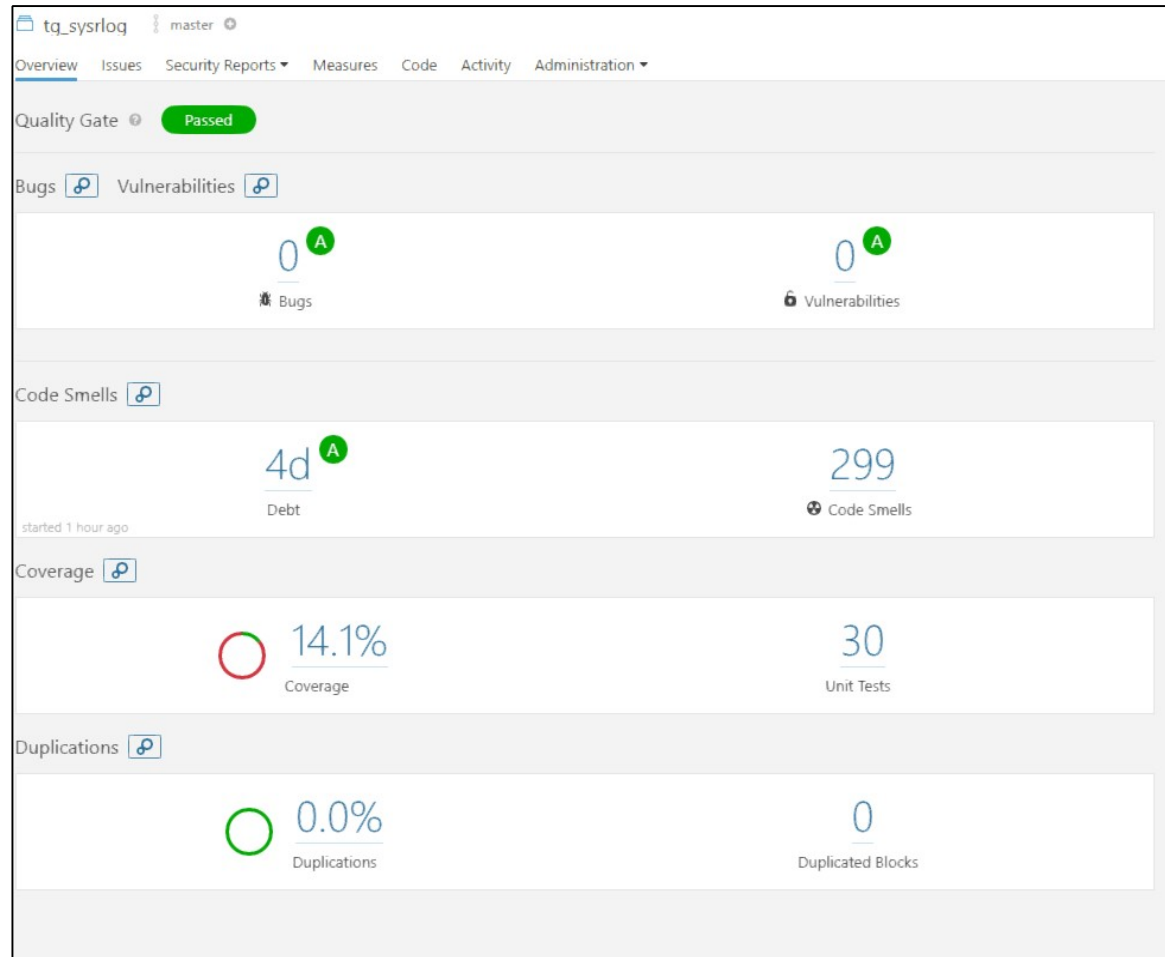 tg_sysrlog master
Overview Issues Security Reports Measures Code Activity Administration
Quality Gate ? Passed
Bugs Vulnerabilities
0 A 0 A
Bugs Vulnerabilities
Code Smells
4d A 299
Debt Code Smells
started 1 hour ago
Coverage
14.1% 30
Coverage Unit Tests
Duplications
0.0% 0
Duplications Duplicated Blocks